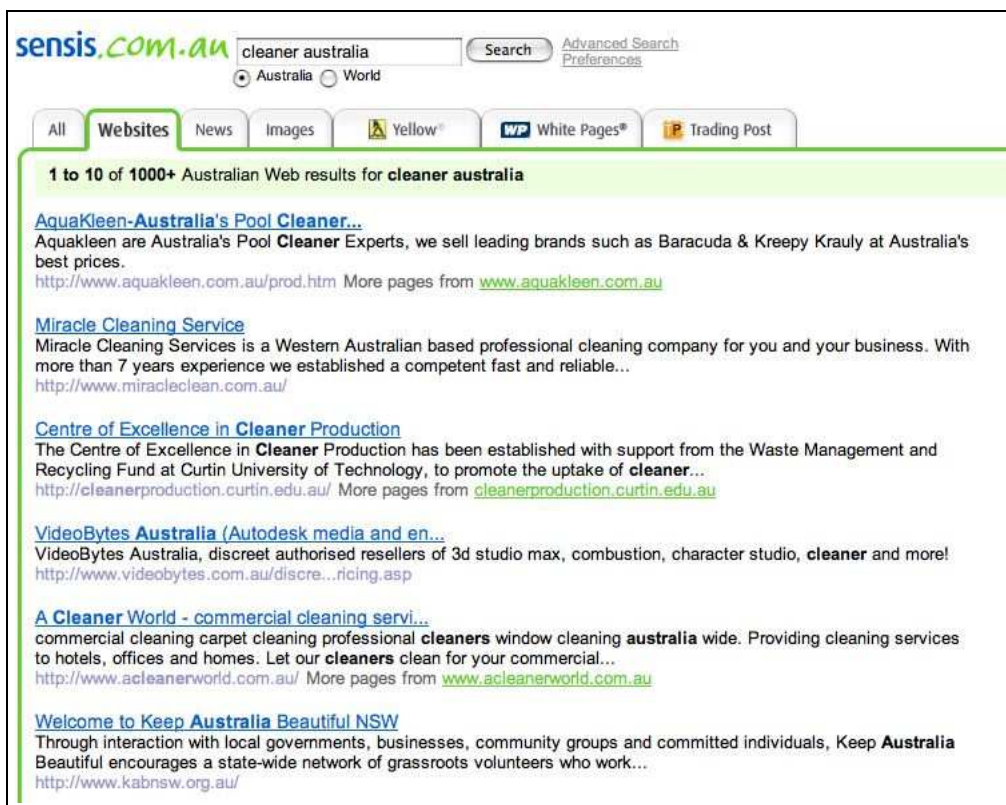 sensis.com.au
cleaner australia
Search
Advanced Search
Preferences
Australia World
All Websites News Images Yellow® WP White Pages® P Trading Post
1 to 10 of 1000+ Australian Web results for cleaner australia
AquaKleen-Australia's Pool Cleaner...
Aquakleen are Australia's Pool Cleaner Experts, we sell leading brands such as Baracuda & Kreepy Krauly at Australia's
best prices.
http://www.aquakleen.com.au/prod.htm More pages from www.aquakleen.com.au
Miracle Cleaning Service
Miracle Cleaning Services is a Western Australian based professional cleaning company for you and your business. With
more than 7 years experience we established a competent fast and reliable...
http://www.miracleclean.com.au/
Centre of Excellence in Cleaner Production
The Centre of Excellence in Cleaner Production has been established with support from the Waste Management and
Recycling Fund at Curtin University of Technology, to promote the uptake of cleaner...
http://cleanerproduction.curtin.edu.au/ More pages from cleanerproduction.curtin.edu.au
VideoBytes Australia (Autodesk media and en...
VideoBytes Australia, discreet authorised resellers of 3d studio max, combustion, character studio, cleaner and more!
http://www.videobytes.com.au/discre...ricing.asp
A Cleaner World - commercial cleaning servi...
commercial cleaning carpet cleaning professional cleaners window cleaning australia wide. Providing cleaning services
to hotels, offices and homes. Let our cleaners clean for your commercial...
http://www.acleanerworld.com.au/ More pages from www.acleanerworld.com.au
Welcome to Keep Australia Beautiful NSW
Through interaction with local governments, businesses, community groups and committed individuals, Keep Australia
Beautiful encourages a state-wide network of grassroots volunteers who work...
http://www.kabnsw.org.au/